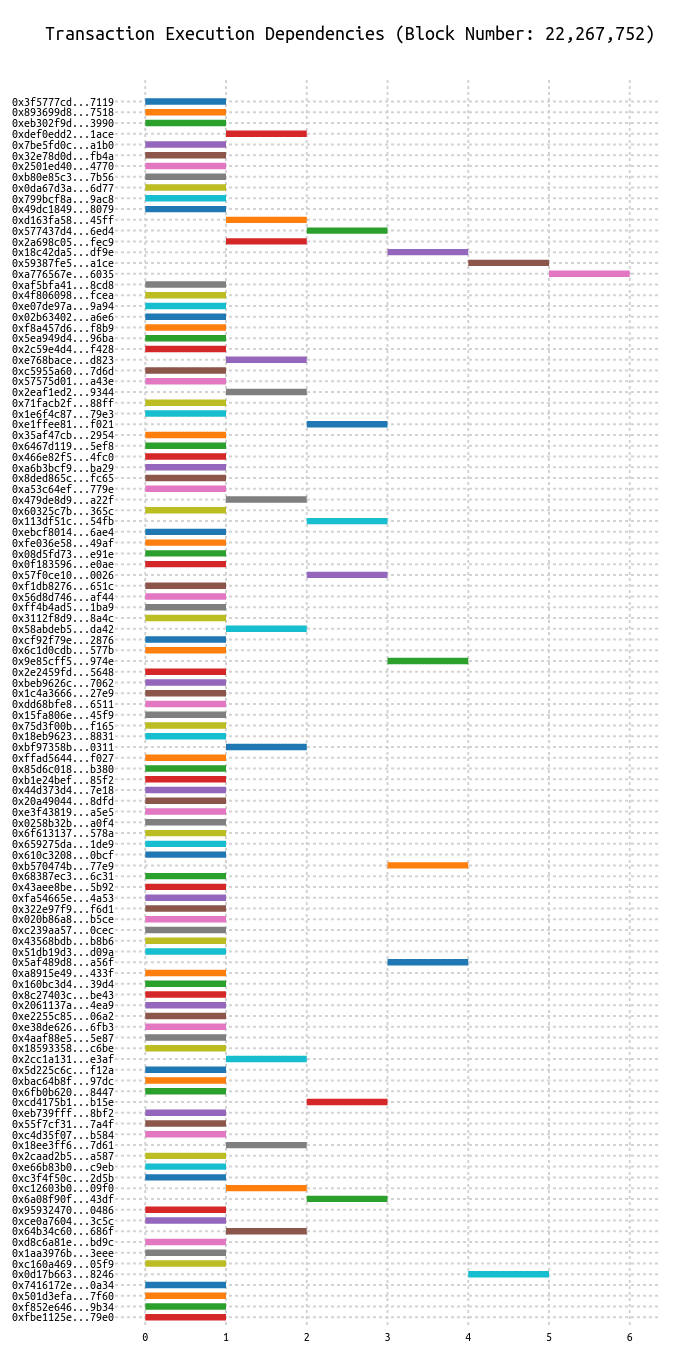 Transaction Execution Dependencies (Block Number: 22,267,752)
0x3f5777cd...7119
0x893699d8...7518
0xeb302f9d...3990
0xdef0edd2...1ace
0x7be5fd0c...a1b0
0x32e78d0d...fb4a
0x2501ed40...4770
0xb80e85c3...7b56
0x0da67d3a...6d77
0x799bcf8a...9ac8
0x49dc1849...8079
0xd163fa58...45ff
0x577437d4...6ed4
0x2a698c05...fec9
0x18c42da5...df9e
0x59387fe5...a1ce
0xa776567e...6035
0xaf5bfa41...8cd8
0x4f806098...fcea
0xe07de97a...9a94
0x02b63402...a6e6
0xf8a457d6...f8b9
0x5ea949d4...96ba
0x2c59e4d4...f428
0xe768bace...d823
0xc5955a60...7d6d
0x57575d01...a43e
0x2eaf1ed2...9344
0x71facb2f...88ff
0x1e6f4c87...79e3
0xe1ffee81...f021
0x35af47cb...2954
0x6467d119...5ef8
0x466e82f5...4fc0
0xa6b3bcf9...ba29
0x8ded865c...fc65
0xa53c64ef...779e
0x479de8d9...a22f
0x60325c7b...365c
0x113df51c...54fb
0xebcf8014...6ae4
0xfe036e58...49af
0x08d5fd73...e91e
0x0f183596...e0ae
0x57f0ce10...0026
0xf1db8276...651c
0x56d8d746...af44
0xff4b4ad5...1ba9
0x3112f8d9...8a4c
0x58abdeb5...da42
0xcf92f79e...2876
0x6c1d0cdb...577b
0x9e85cff5...974e
0x2e2459fd...5648
0xbeb9626c...7062
0x1c4a3666...27e9
0xdd68bfe8...6511
0x15fa806e...45f9
0x75d3f00b...f165
0x18eb9623...8831
0xbf97358b...0311
0xffad5644...f027
0x85d6c018...b380
0xb1e24bef...85f2
0x44d373d4...7e18
0x20a49044...8dfd
0xe3f43819...a5e5
0x0258b32b...a0f4
0x6f613137...578a
0x659275da...1de9
0x610c3208...0bcf
0xb570474b...77e9
0x68387ec3...6c31
0x43aee8be...5b92
0xfa54665e...4a53
0x322e97f9...f6d1
0x020b86a8...b5ce
0xc239aa57...0cec
0x43568bdb...b8b6
0x51db19d3...d09a
0x5af489d8...a56f
0xa8915e49...433f
0x160bc3d4...39d4
0x8c27403c...be43
0x2061137a...4ea9
0xe2255c85...06a2
0xe38de626...6fb3
0x4aaf88e5...5e87
0x18593358...c6be
0x2cc1a131...e3af
0x5d225c6c...f12a
0xbac64b8f...97dc
0x6fb0b620...8447
0xcd4175b1...b15e
0xeb739fff...8bf2
0x55f7cf31...7a4f
0xc4d35f07...b584
0x18ee3ff6...7d61
0x2caad2b5...a587
0xe66b83b0...c9eb
0xc3f4f50c...2d5b
0xc12603b0...09f0
0x6a08f90f...43df
0x95932470...0486
0xce0a7604...3c5c
0x64b34c60...686f
0xd8c6a81e...bd9c
0x1aa3976b...3eee
0xc160a469...05f9
0x0d17b663...8246
0x7416172e...0a34
0x501d3efa...7f60
0xf852e646...9b34
0xfbe1125e...79e0
0 1 2 3 4 5 6